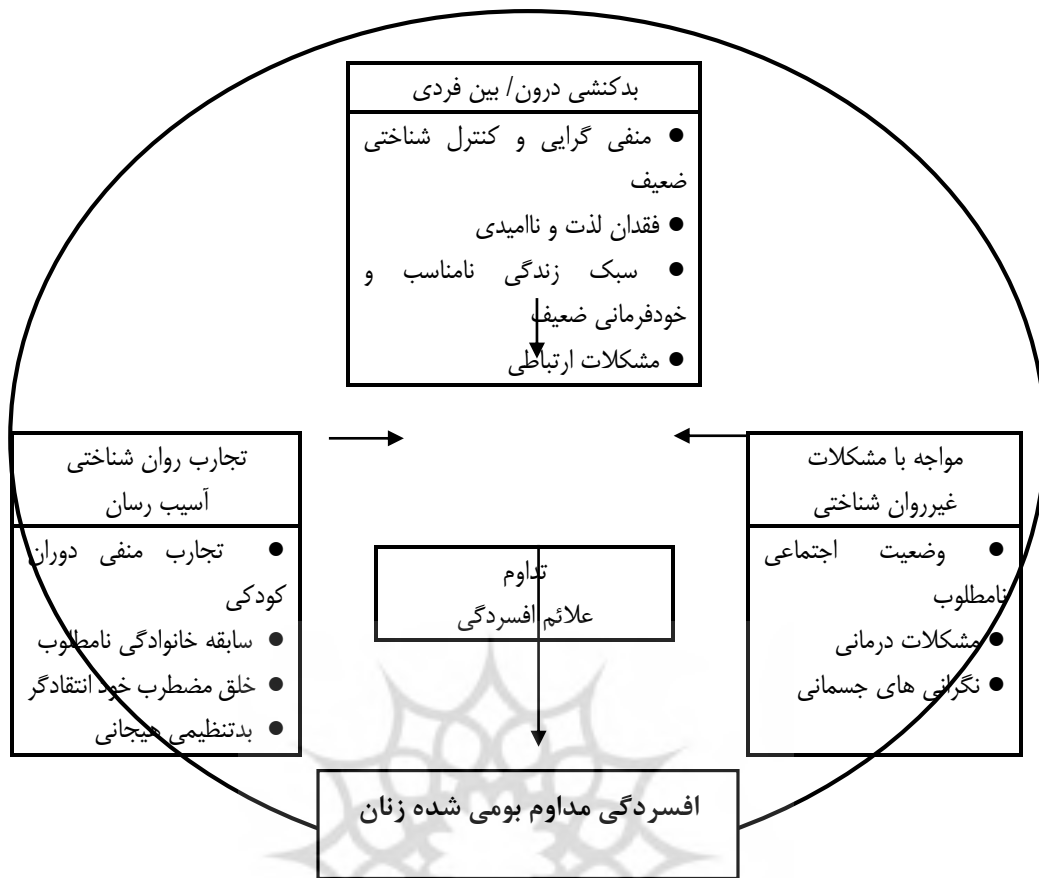 بدکنشی درون/ بین فردی
● منفی گرایی و کنترل شناختی
ضعیف
● فقدان لذت و ناامیدی
● سبک زندگی نامناسب و
خودفرمانی ضعیف
● مشکلات ارتباطی
مواجه با مشکلات
غیرروان شناختی
● وضعیت اجتماعی
نامطلوب
● مشکلات درمانی
● نگرانی های جسمانی
تجارب روان شناختی
آسیب رسان
● تجارب منفی دوران
کودکی
● سابقه خانوادگی نامطلوب
● خلق مضطرب خود انتقادگر
● بدتنظیمی هیجانی
تداوم
علائم افسردگی
افسردگی مداوم بومی شده زنان